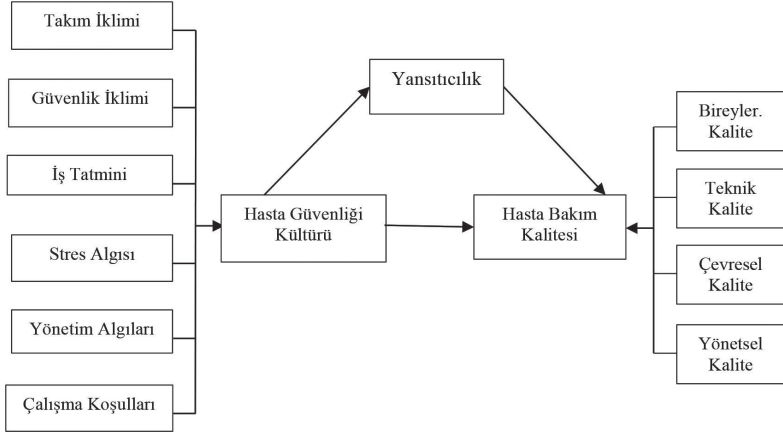 Takım İklimi
Güvenlik İklimi
İş Tatmini
Stres Algısı
Yönetim Algıları
Çalışma Koşulları
Hasta Güvenliği
Kültürü
Yansıtıcılık
Hasta Bakım
Kalitesi
Bireyler.
Kalite
Teknik
Kalite
Çevresel
Kalite
Yönetsel
Kalite